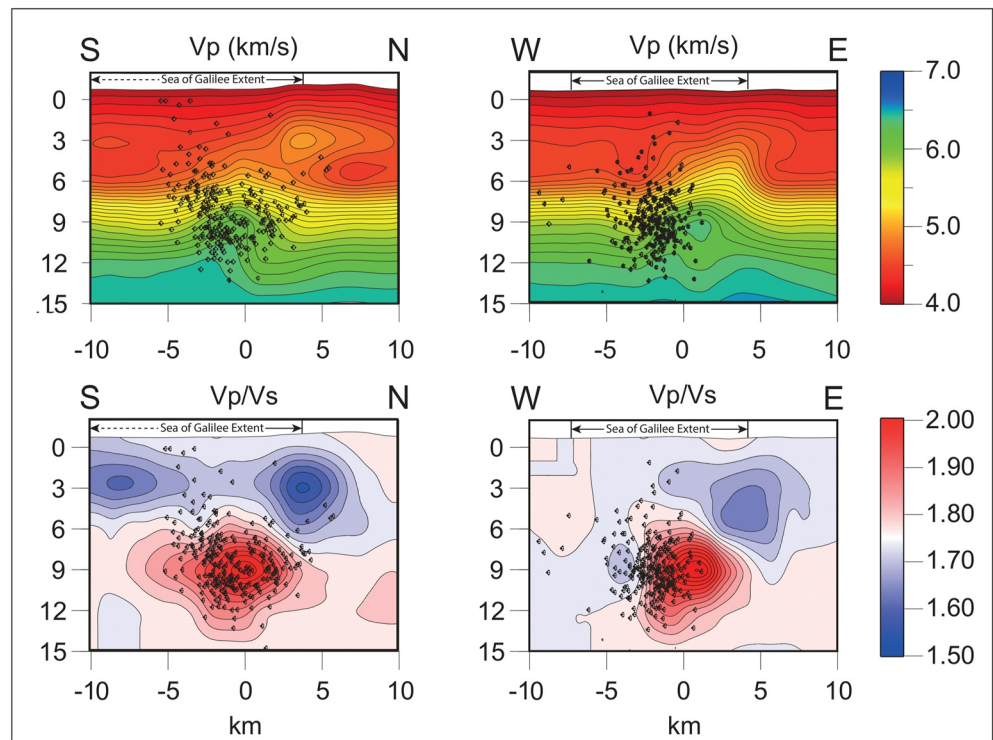 S Vp (km/s) N
W Vp (km/s) E
Sea of Galilee Extent
Sea of Galilee Extent
0
3
6
9
12
.15
-10 -5 0 5 10
0
3
6
9
12
15
-10 -5 0 5 10
7.0
6.0
5.0
4.0
S Vp/Vs N
W Vp/Vs E
Sea of Galilee Extent
Sea of Galilee Extent
0
3
6
9
12
15
-10 -5 0 5 10
km
0
3
6
9
12
15
-10 -5 0 5 10
km
2.00
1.90
1.80
1.70
1.60
1.50